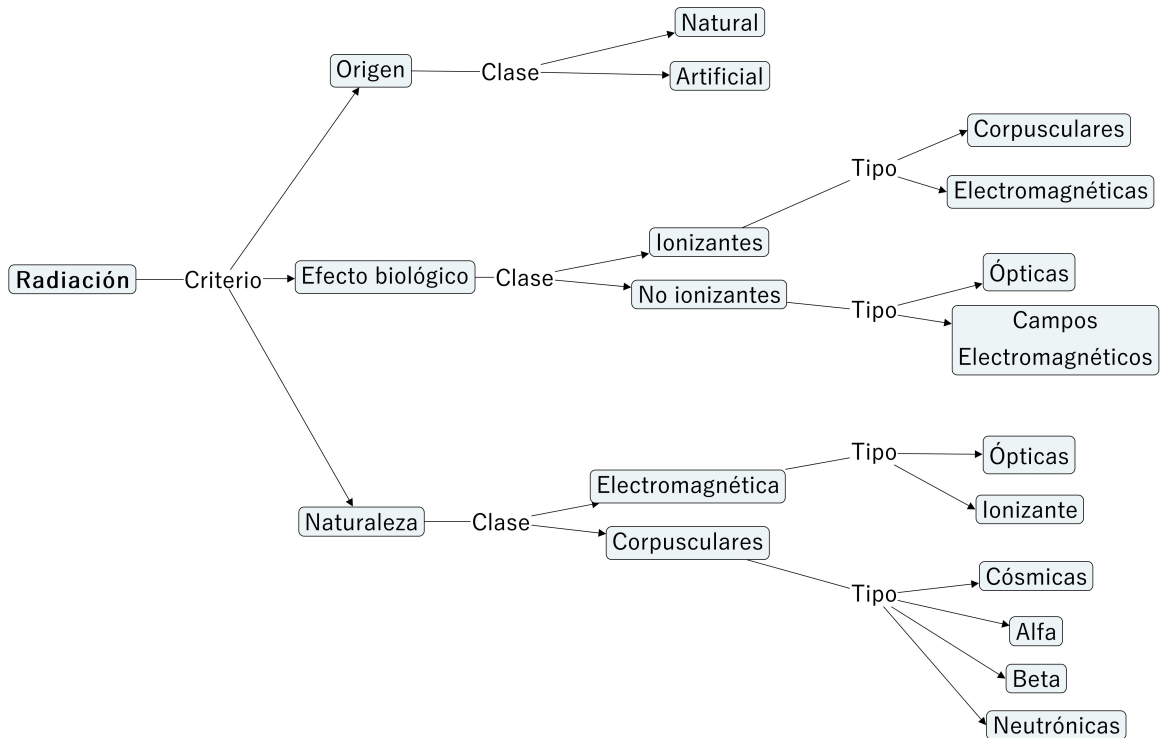 Natural
Origen
Clase
Artificial
Corpusculares
Tipo
Electromagnéticas
Ionizantes
Radiación
Criterio
Efecto biológico
Clase
No ionizantes
Ópticas
Tipo
Campos
Electromagnéticos
Tipo
Ópticas
Electromagnética
Ionizante
Naturaleza
Clase
Corpusculares
Cósmicas
Tipo
Alfa
Beta
Neutrónicas